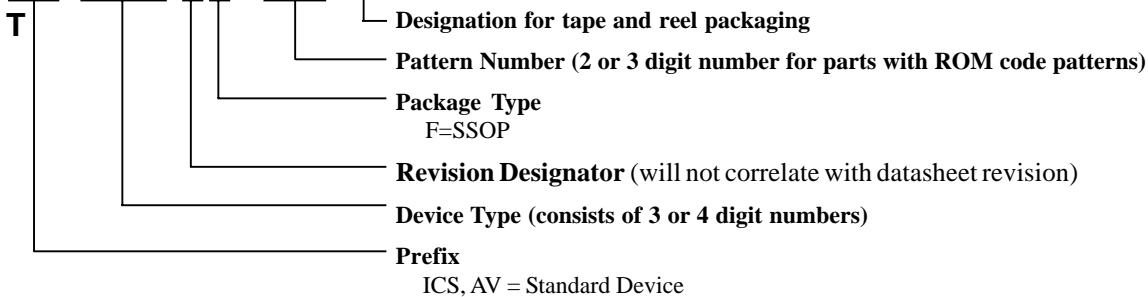 T
Designation for tape and reel packaging
Pattern Number (2 or 3 digit number for parts with ROM code patterns)
Package Type
F=SSOP
Revision Designator (will not correlate with datasheet revision)
Device Type (consists of 3 or 4 digit numbers)
Prefix
ICS, AV = Standard Device